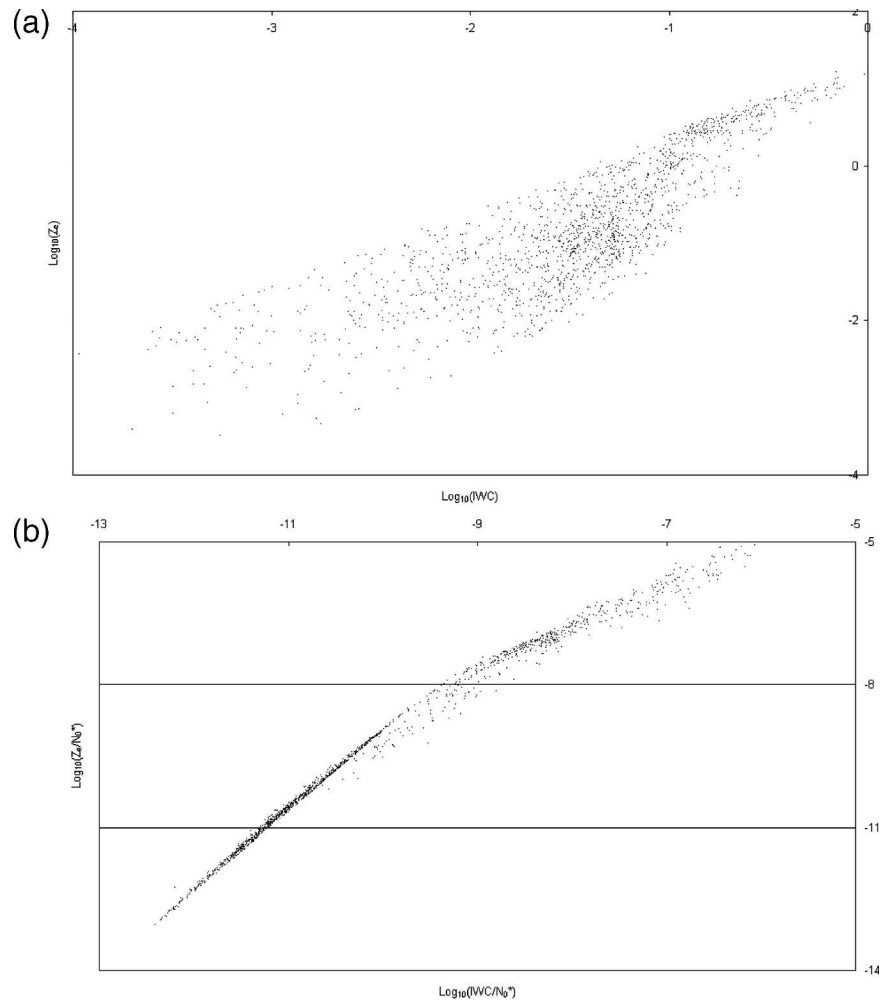 (a)
-4 -3 -2 -1 0
2
0
-2
-4
Log₁₀(Zₑ)
Log₁₀(IWC)
(b)
-13 -11 -9 -7 -5
-5
-8
-11
-14
Log₁₀(Zₑ/N₀*)
Log₁₀(IWC/N₀*)